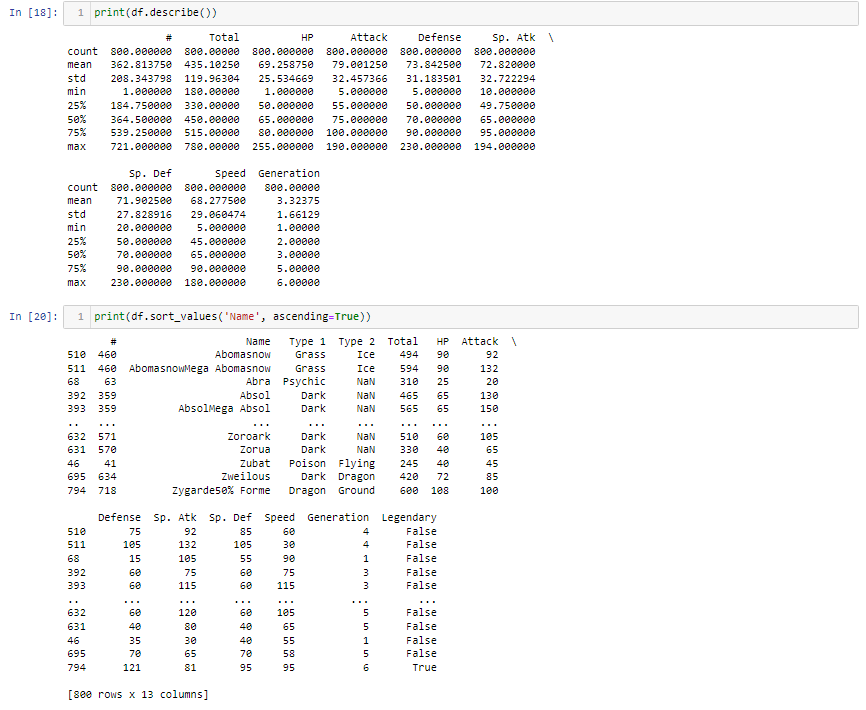 In [18]: 1 print(df.describe())
# Total HP Attack Defense Sp. Atk \
count 800.000000 800.00000 800.000000 800.000000 800.000000 800.000000
mean 362.813750 435.10250 69.258750 79.001250 73.842500 72.820000
std 208.343798 119.96304 25.534669 32.457366 31.183501 32.722294
min 1.000000 180.00000 1.000000 5.000000 5.000000 10.000000
25% 184.750000 330.00000 50.000000 55.000000 50.000000 49.750000
50% 364.500000 450.00000 65.000000 75.000000 70.000000 65.000000
75% 539.250000 515.00000 80.000000 100.000000 90.000000 95.000000
max 721.000000 780.00000 255.000000 190.000000 230.000000 194.000000
Sp. Def Speed Generation
count 800.000000 800.000000 800.00000
mean 71.902500 68.277500 3.32375
std 27.828916 29.060474 1.66129
min 20.000000 5.000000 1.00000
25% 50.000000 45.000000 2.00000
50% 70.000000 65.000000 3.00000
75% 90.000000 90.000000 5.00000
max 230.000000 180.000000 6.00000
In [20]: 1 print(df.sort_values('Name', ascending=True))
# Name Type 1 Type 2 Total HP Attack \
510 460 Abomasnow Grass Ice 494 90 92
511 460 AbomasnowMega Abomasnow Grass Ice 594 90 132
68 63 Abra Psychic NaN 310 25 20
392 359 Absol Dark NaN 465 65 130
393 359 AbsolMega Absol Dark NaN 565 65 150
.. ... ... ... ... ... ... ...
632 571 Zoroark Dark NaN 510 60 105
631 570 Zorua Dark NaN 330 40 65
46 41 Zubat Poison Flying 245 40 45
695 634 Zweilous Dark Dragon 420 72 85
794 718 Zygarde50% Forme Dragon Ground 600 108 100
Defense Sp. Atk Sp. Def Speed Generation Legendary
510 75 92 85 60 4 False
511 105 132 105 30 4 False
68 15 105 55 90 1 False
392 60 75 60 75 3 False
393 60 115 60 115 3 False
.. ... ... ... ... ... ...
632 60 120 60 105 5 False
631 40 80 40 65 5 False
46 35 30 40 55 1 False
695 70 65 70 58 5 False
794 121 81 95 95 6 True
[800 rows x 13 columns]